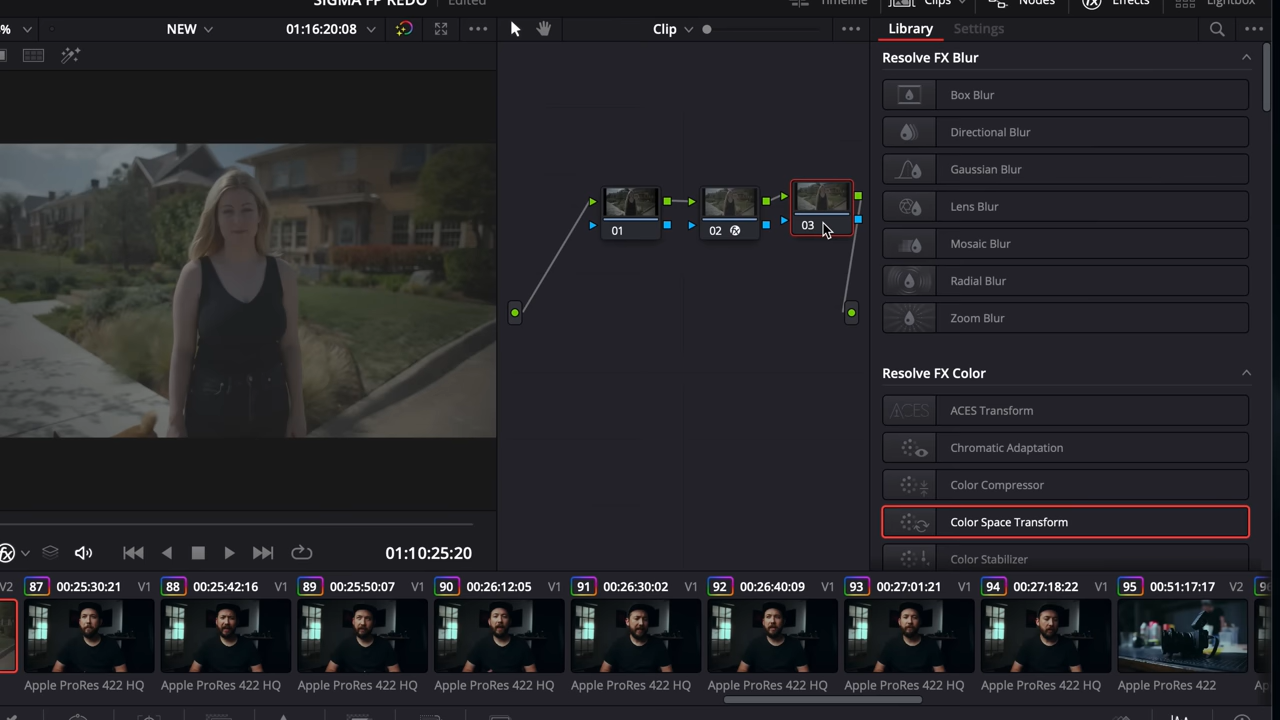 SIGMA FP REDO Edited Timeline Clips Nodes Effects Lightbox
% NEW 01:16:20:08 Clip Library Settings
Resolve FX Blur
Box Blur
Directional Blur
Gaussian Blur
Lens Blur
Mosaic Blur
Radial Blur
Zoom Blur
01 02 03
Resolve FX Color
ACES ACES Transform
Chromatic Adaptation
Color Compressor
Color Space Transform
Color Stabilizer
fx 01:10:25:20
V2 87 00:25:30:21 V1 88 00:25:42:16 V1 89 00:25:50:07 V1 90 00:26:12:05 V1 91 00:26:30:02 V1 92 00:26:40:09 V1 93 00:27:01:21 V1 94 00:27:18:22 V1 95 00:51:17:17 V2
Apple ProRes 422 HQ Apple ProRes 422 HQ Apple ProRes 422 HQ Apple ProRes 422 HQ Apple ProRes 422 HQ Apple ProRes 422 HQ Apple ProRes 422 HQ Apple ProRes 422 HQ Apple ProRes 422